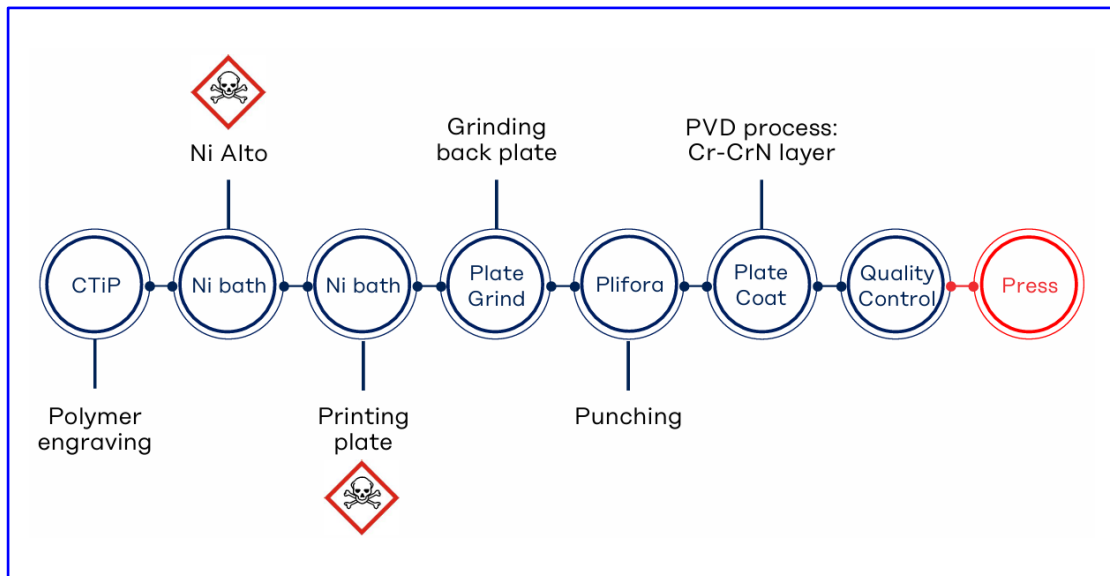 Ni Alto
Grinding
back plate
PVD process:
Cr-CrN layer
CTiP
Ni bath
Ni bath
Plate
Grind
Plifora
Plate
Coat
Quality
Control
Press
Polymer
engraving
Printing
plate
Punching